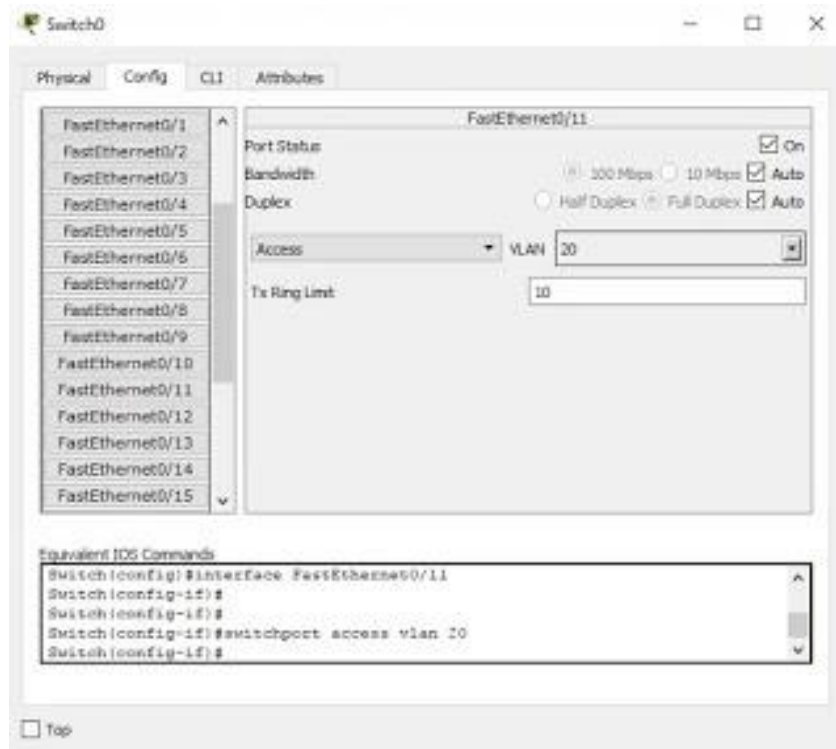 Switch0
Physical Config CLI Attributes
FastEthernet0/1
FastEthernet0/2
FastEthernet0/3
FastEthernet0/4
FastEthernet0/5
FastEthernet0/6
FastEthernet0/7
FastEthernet0/8
FastEthernet0/9
FastEthernet0/10
FastEthernet0/11
FastEthernet0/12
FastEthernet0/13
FastEthernet0/14
FastEthernet0/15
FastEthernet0/11
Port Status On
Bandwidth 100 Mbps 10 Mbps Auto
Duplex Half Duplex Full Duplex Auto
Access VLAN 20
Tx Ring Limit 10
Equivalent IOS Commands
Switch(config)#interface FastEthernet0/11
Switch(config-if)#
Switch(config-if)#
Switch(config-if)#switchport access vlan 20
Switch(config-if)#
Top